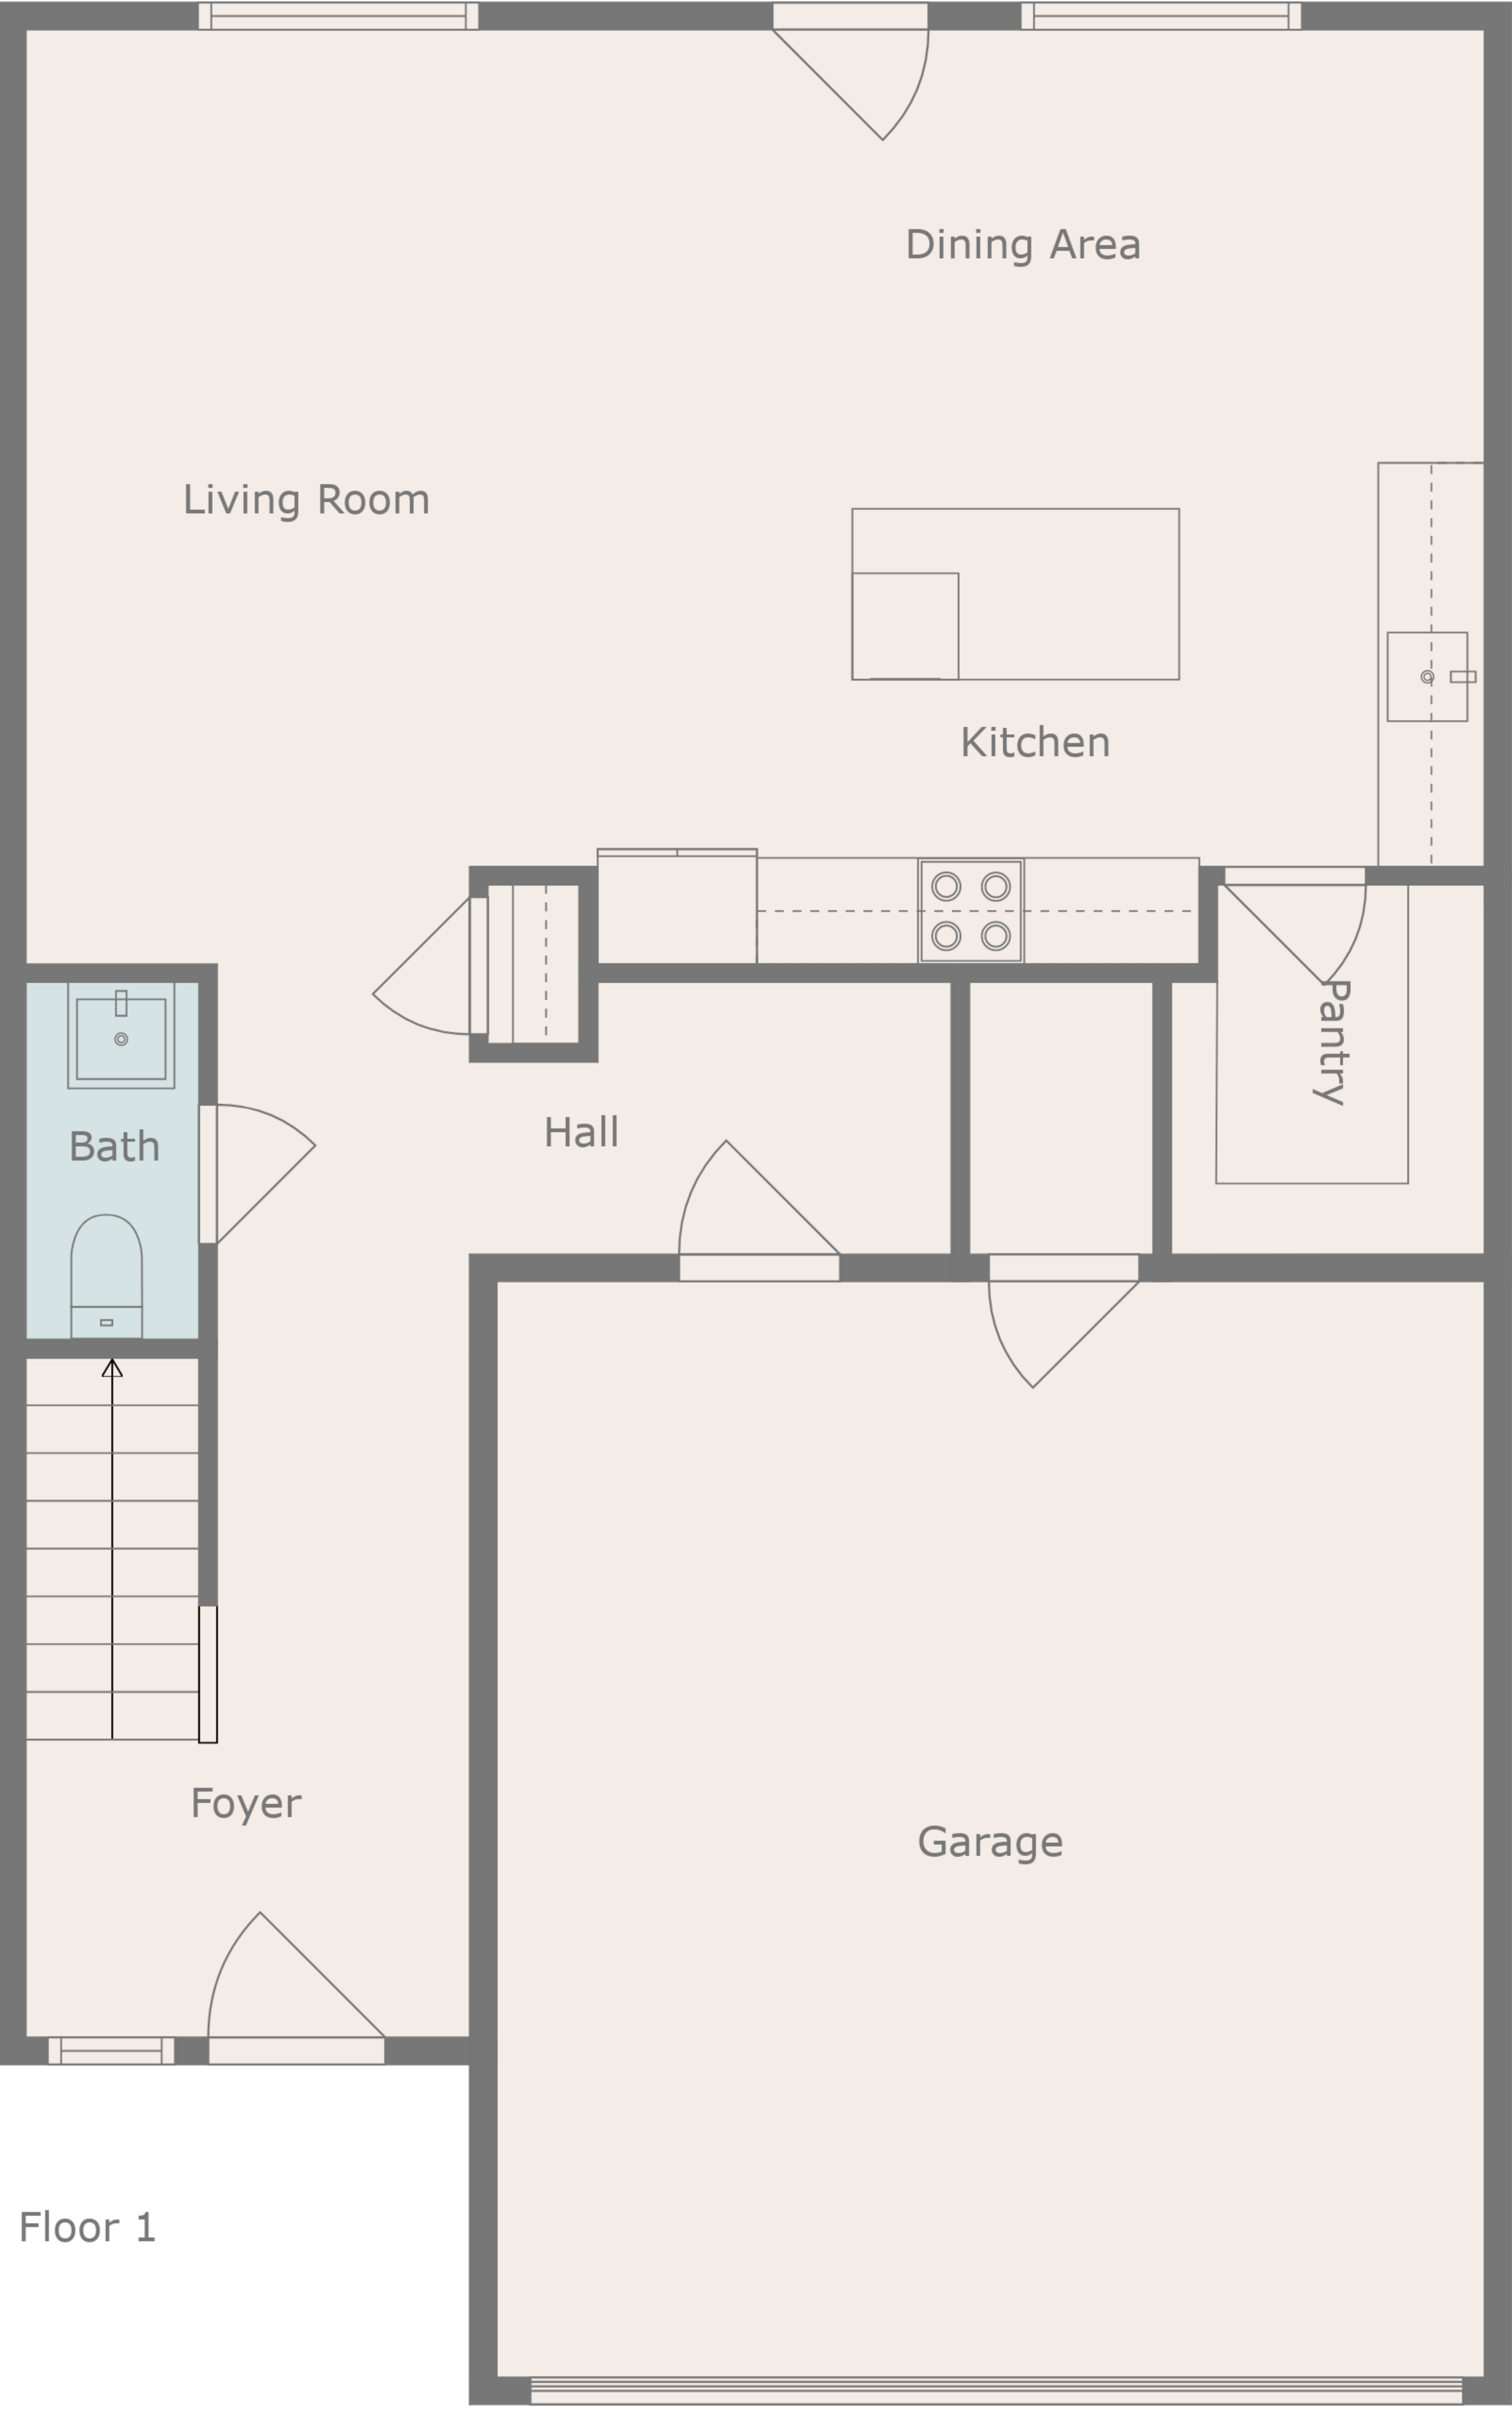 Dining Area
Living Room
Kitchen
Pantry
Hall
Bath
Foyer
Garage
Floor 1